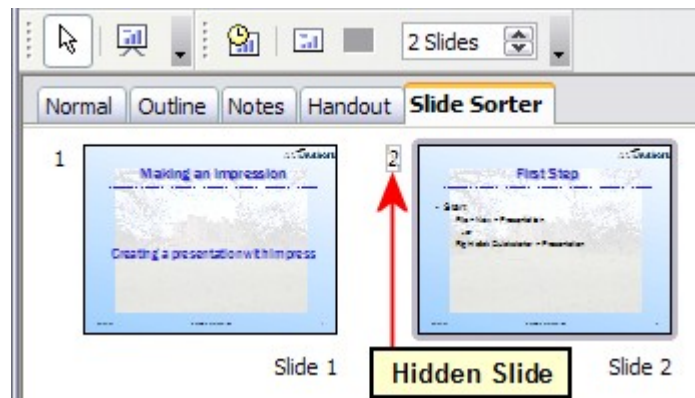 2 Slides
Normal Outline Notes Handout Slide Sorter
1
Making an Impression
Creating a presentation with Impress
Slide 1
2
First Step
Start
Hidden Slide
Slide 2